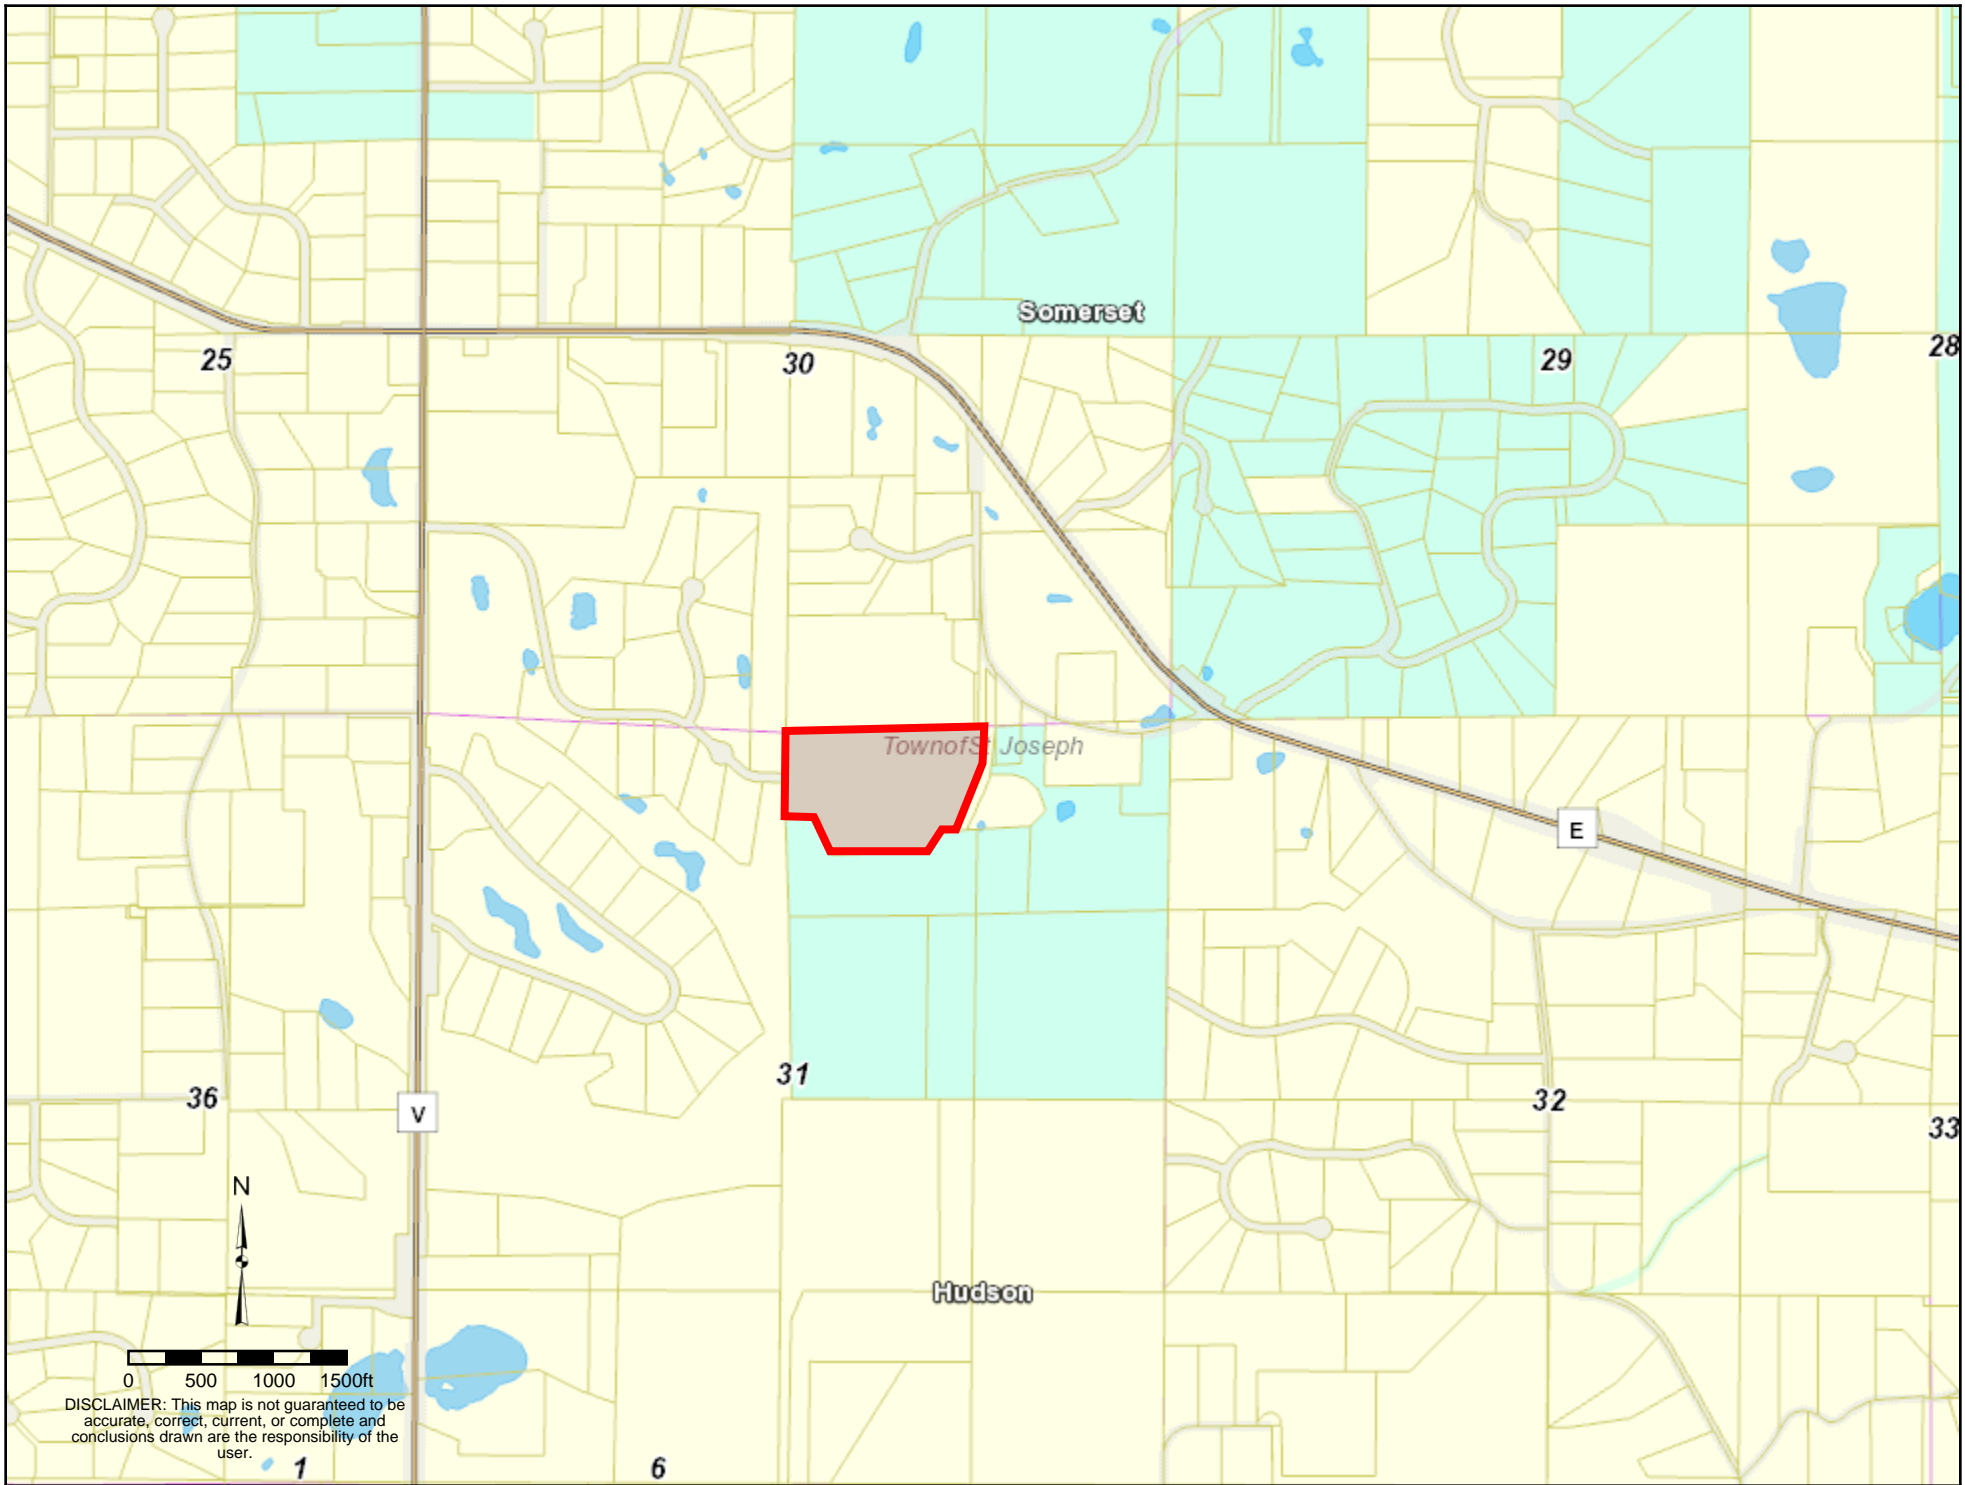 Somerset
25
30
29
28
TownofSt Joseph
E
31
36
V
32
33
N
Hudson
0 500 1000 1500ft
DISCLAIMER: This map is not guaranteed to be
accurate, correct, current, or complete and
conclusions drawn are the responsibility of the
user.
1
6